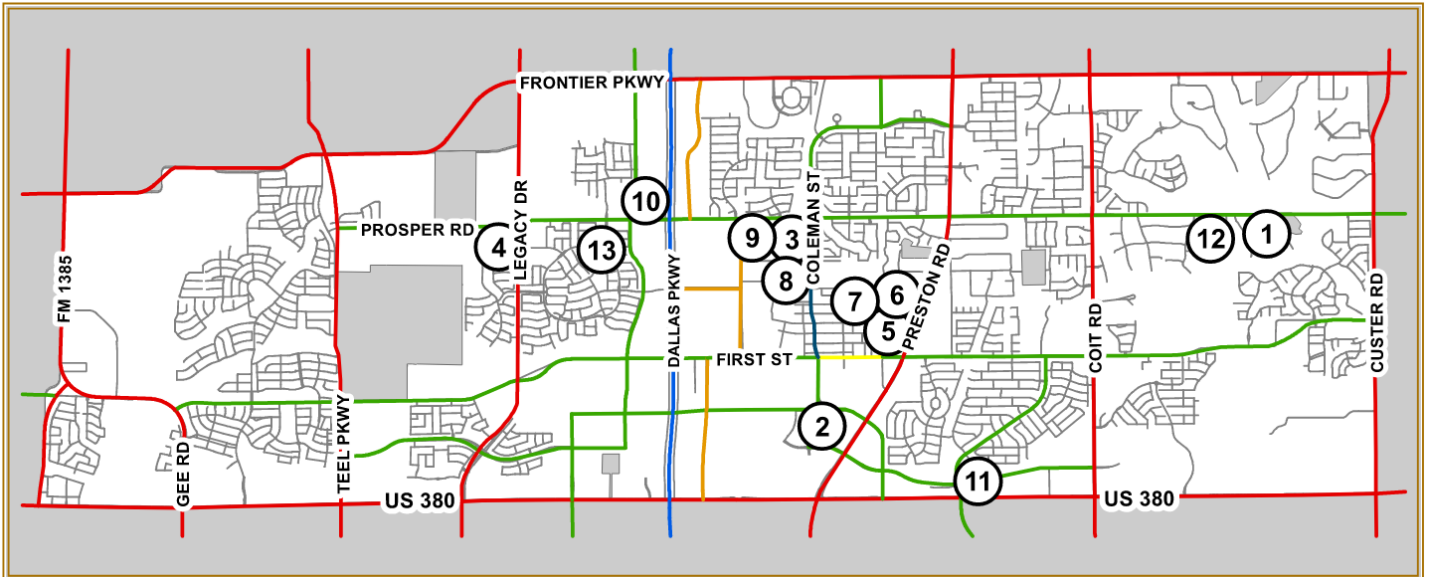 FRONTIER PKWY
LEGACY DR
10
PROSPER RD
4
13
9
3
COLEMAN ST
12
1
FM 1385
DALLAS PKWY
8
7
6
5
PRESTON RD
COIT RD
CUSTER RD
FIRST ST
2
GEE RD
TEEL PKWY
11
US 380
US 380